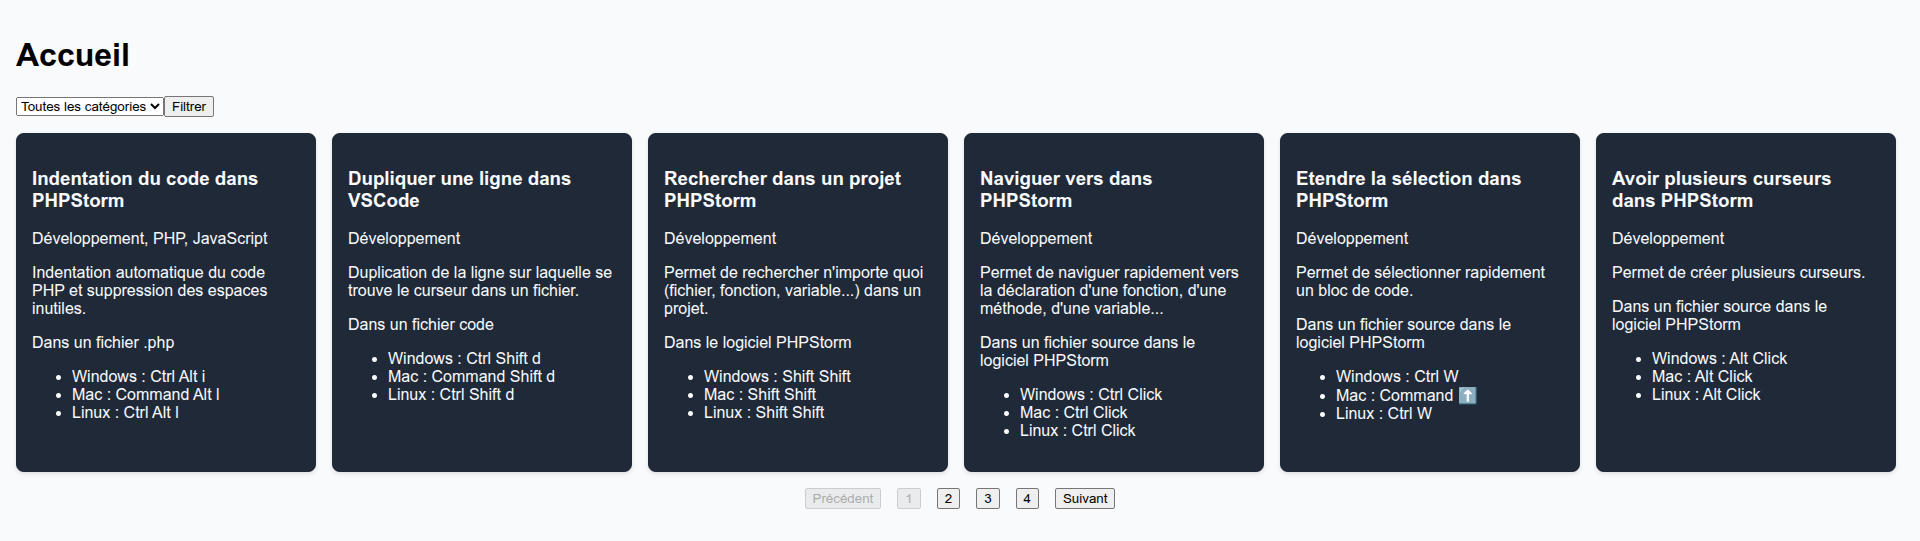 Accueil
Toutes les catégories
Filtrer
Indentation du code dans
PHPStorm
Développement, PHP, JavaScript
Indentation automatique du code
PHP et suppression des espaces
inutiles.
Dans un fichier .php
Windows : Ctrl Alt i
Mac : Command Alt l
Linux : Ctrl Alt l
Dupliquer une ligne dans
VSCode
Développement
Duplication de la ligne sur laquelle se
trouve le curseur dans un fichier.
Dans un fichier code
Windows : Ctrl Shift d
Mac : Command Shift d
Linux : Ctrl Shift d
Rechercher dans un projet
PHPStorm
Développement
Permet de rechercher n'importe quoi
(fichier, fonction, variable...) dans un
projet.
Dans le logiciel PHPStorm
Windows : Shift Shift
Mac : Shift Shift
Linux : Shift Shift
Naviguer vers dans
PHPStorm
Développement
Permet de naviguer rapidement vers
la déclaration d'une fonction, d'une
méthode, d'une variable...
Dans un fichier source dans le
logiciel PHPStorm
Windows : Ctrl Click
Mac : Ctrl Click
Linux : Ctrl Click
Etendre la sélection dans
PHPStorm
Développement
Permet de sélectionner rapidement
un bloc de code.
Dans un fichier source dans le
logiciel PHPStorm
Windows : Ctrl W
Mac : Command ⬆️
Linux : Ctrl W
Avoir plusieurs curseurs
dans PHPStorm
Développement
Permet de créer plusieurs curseurs.
Dans un fichier source dans le
logiciel PHPStorm
Windows : Alt Click
Mac : Alt Click
Linux : Alt Click
Précédent 1 2 3 4 Suivant